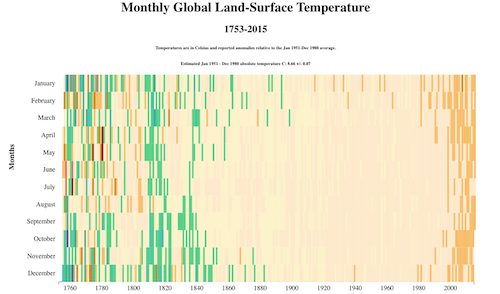 Monthly Global Land-Surface Temperature
1753-2015
Temperatures are in Celsius and reported anomalies relative to the Jan 1951-Dec 1980 average.
Estimated Jan 1951 - Dec 1980 absolute temperature C: 8.66 +/- 0.07
Months
January
February
March
April
May
June
July
August
September
October
November
December
1760 1780 1800 1820 1840 1860 1880 1900 1920 1940 1960 1980 2000